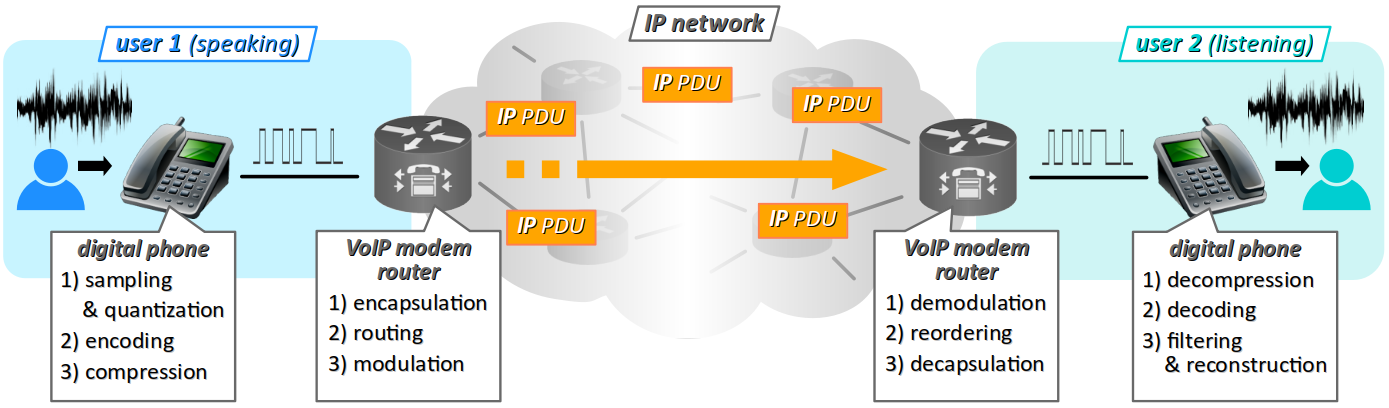 user 1 (speaking)
IP network
user 2 (listening)
IP PDU
IP PDU
IP PDU
IP PDU
IP PDU
digital phone
1) sampling
& quantization
2) encoding
3) compression
VoIP modem
router
1) encapsulation
2) routing
3) modulation
VoIP modem
router
1) demodulation
2) reordering
3) decapsulation
digital phone
1) decompression
2) decoding
3) filtering
& reconstruction